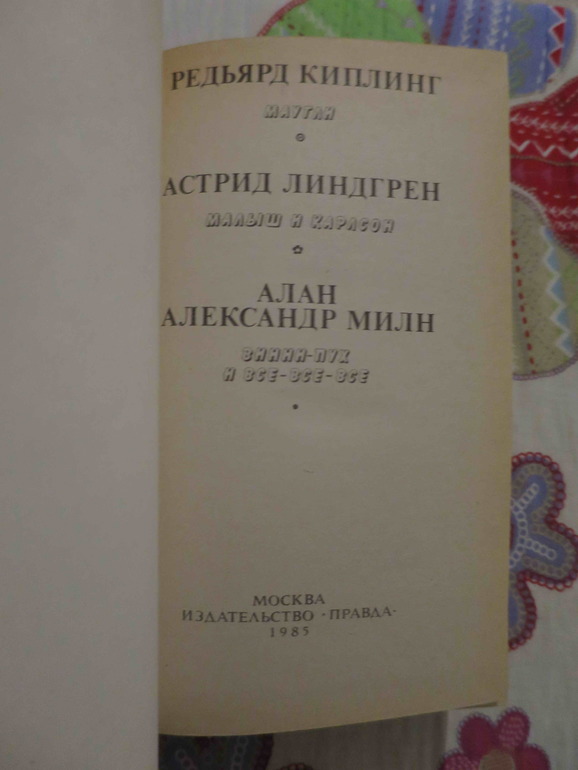 РЕДЬЯРД КИПЛИНГ
МАУГЛИ
АСТРИД ЛИНДГРЕН
МАЛЫШ И КАРЛСОН
АЛАН
АЛЕКСАНДР МИЛН
ВИННИ-ПУХ
И ВСЕ-ВСЕ-ВСЕ
МОСКВА
ИЗДАТЕЛЬСТВО «ПРАВДА»
1985